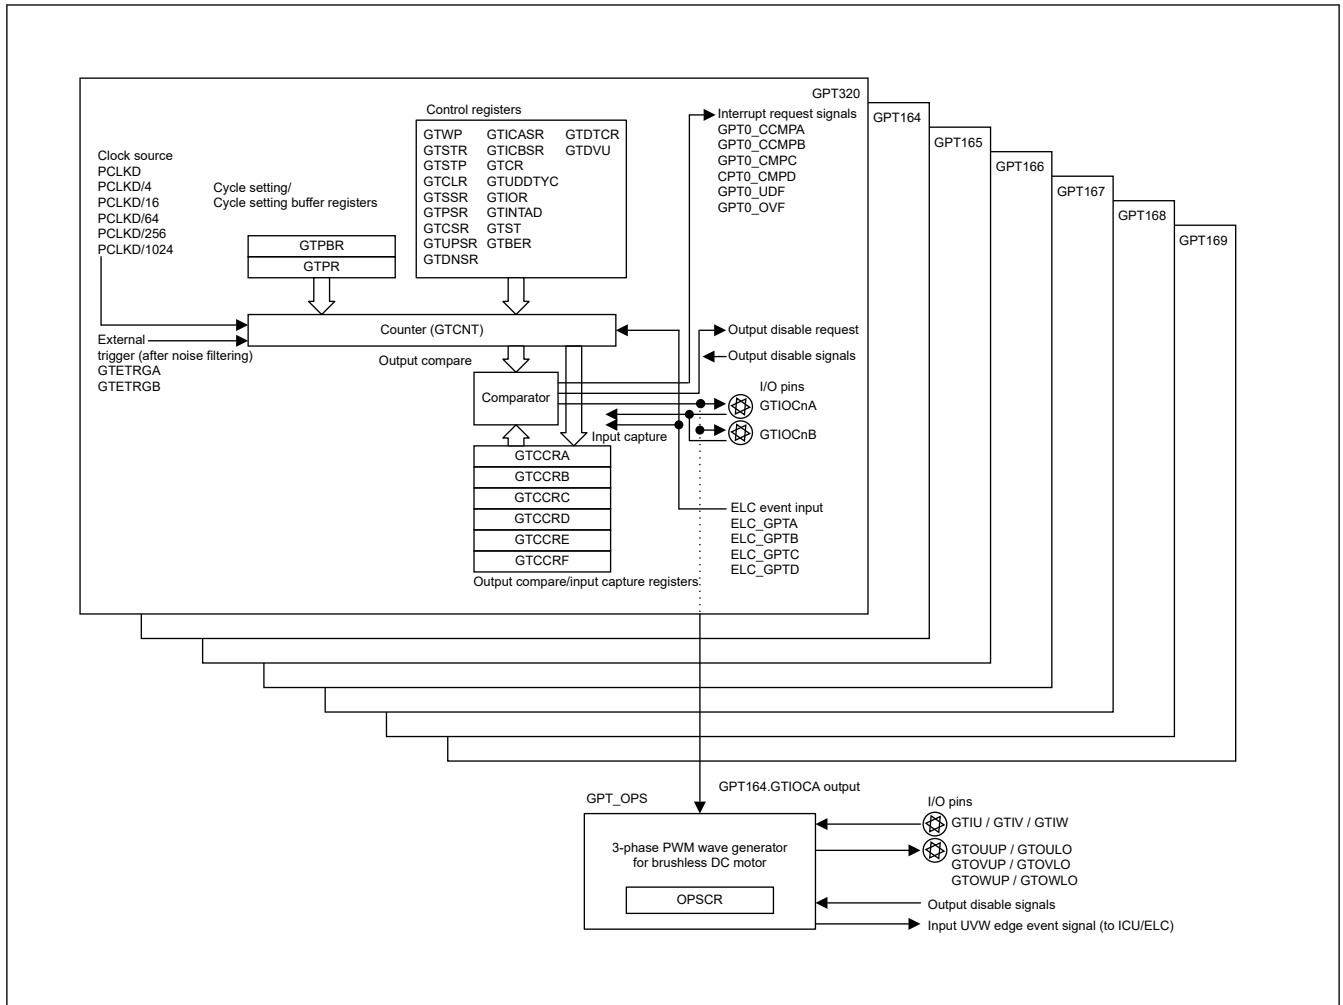 GPT320
GPT164
GPT165
GPT166
GPT167
GPT168
GPT169
Control registers
GTWP GTICASR GTDTCR
GTSTR GTICBSR GTDVU
GTSTP GTCR
GTCLR GTUDDTYC
GTSSR GTIOR
GTPSR GTINTAD
GTCSR GTST
GTUPSR GTBER
GTDNSR
Interrupt request signals
GPT0_CCMPA
GPT0_CCMPB
GPT0_CMPC
CPT0_CMPD
GPT0_UDF
GPT0_OVF
Clock source
PCLKD
PCLKD/4
PCLKD/16
PCLKD/64
PCLKD/256
PCLKD/1024
Cycle setting/
Cycle setting buffer registers
GTPBR
GTPR
Counter (GTCNT)
External
trigger (after noise filtering)
GTETRGA
GTETRGB
Output compare
Comparator
Output disable request
Output disable signals
I/O pins
GTIOCnA
GTIOCnB
Input capture
GTCCRA
GTCCRB
GTCCRC
GTCCRD
GTCCRE
GTCCRF
Output compare/input capture registers
ELC event input
ELC_GPTA
ELC_GPTB
ELC_GPTC
ELC_GPTD
GPT164.GTIOCA output
GPT_OPS
3-phase PWM wave generator
for brushless DC motor
OPSCR
I/O pins
GTIU / GTIV / GTIW
GTOUUP / GTOULO
GTOVUP / GTOVLO
GTOWUP / GTOWLO
Output disable signals
Input UVW edge event signal (to ICU/ELC)